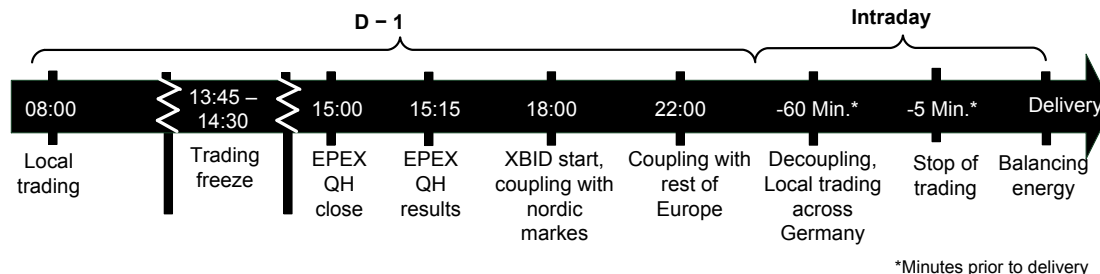 D – 1
Intraday
08:00
13:45 –
14:30
15:00
15:15
18:00
22:00
-60 Min.*
-5 Min.*
Delivery
Local
trading
Trading
freeze
EPEX
QH
close
EPEX
QH
results
XBID start,
coupling with
nordic
markes
Coupling with
rest of
Europe
Decoupling,
Local trading
across
Germany
Stop of
trading
Balancing
energy
*Minutes prior to delivery